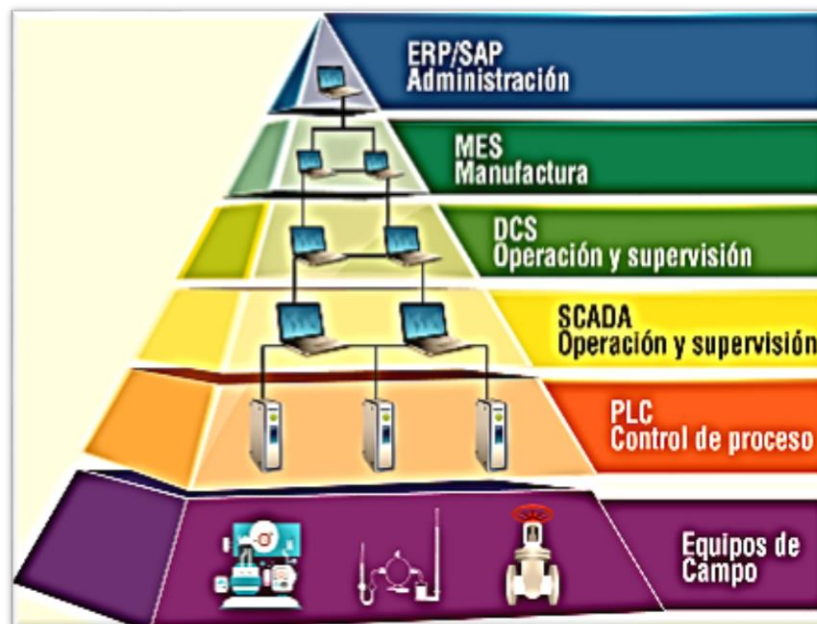 ERP/SAP
Administración
MES
Manufactura
DCS
Operación y supervisión
SCADA
Operación y supervisión
PLC
Control de proceso
Equipos de
Campo